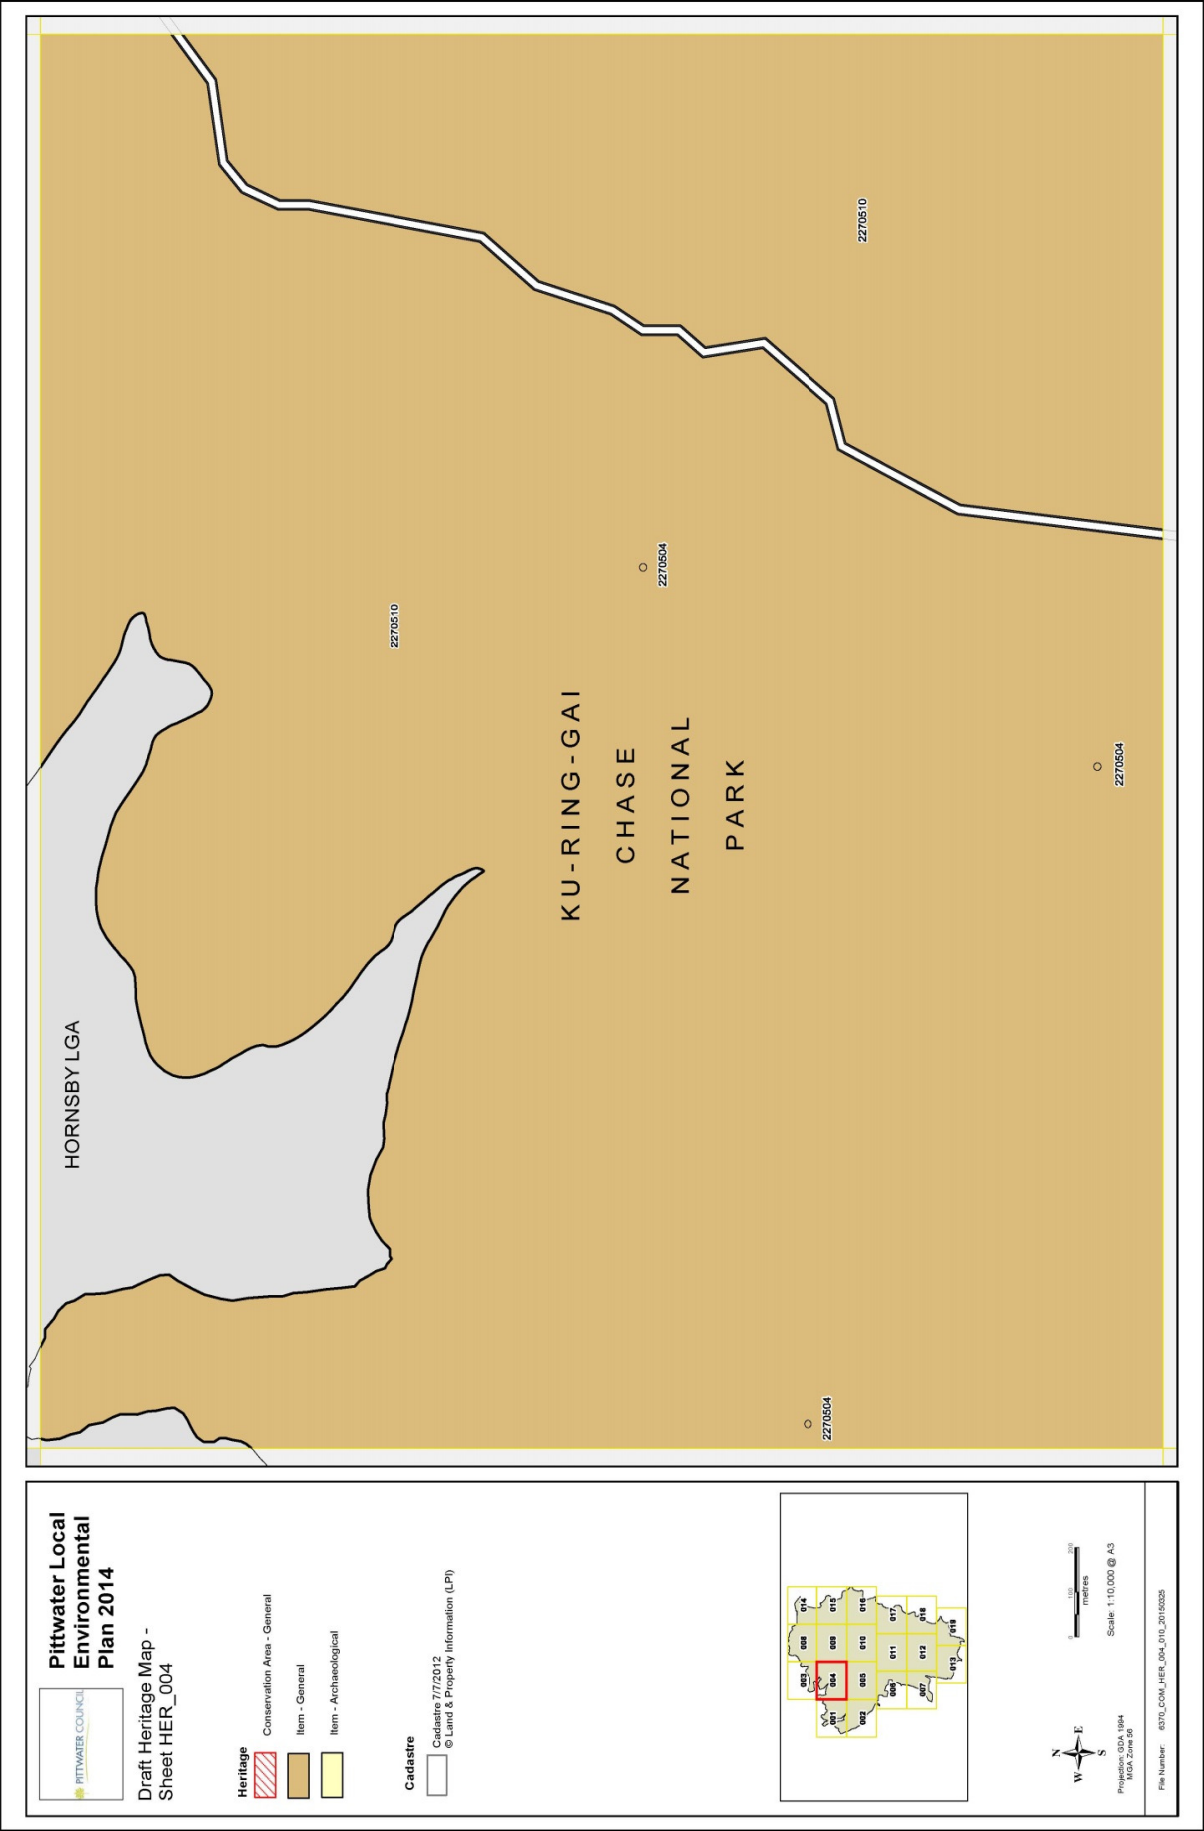 PITTWATER COUNCIL
Pittwater Local
Environmental
Plan 2014
Draft Heritage Map -
Sheet HER_004
Heritage
Conservation Area - General
Item - General
Item - Archaeological
Cadastre
Cadastre 7/7/2012
© Land & Property Information (LPI)
003
008
014
001
004
009
015
002
005
010
016
006
011
017
007
012
018
013
019
N
W
E
S
Projection: GDA 1994
MGA Zone 56
0 100 200
metres
Scale: 1:10,000 @ A3
File Number: 6370_COM_HER_004_010_20150325
HORNSBY LGA
2270510
KU-RING-GAI
CHASE
NATIONAL
PARK
2270504
2270510
2270504
2270504